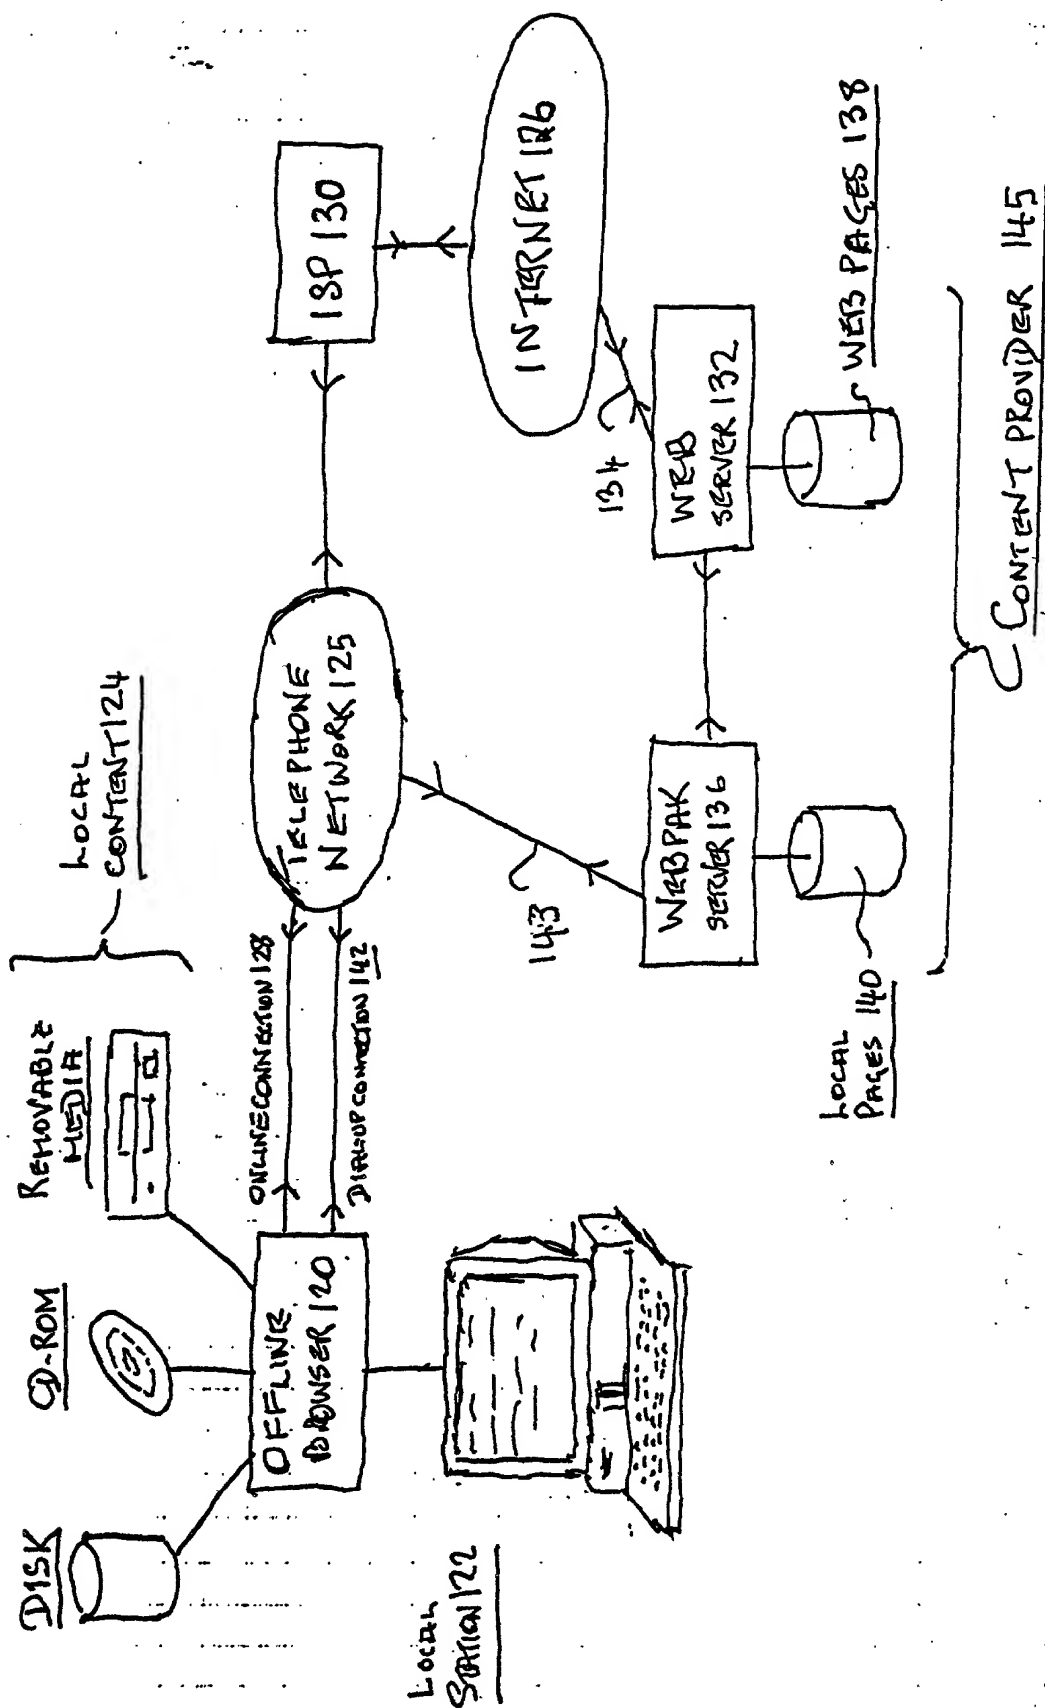 DISK
CD-ROM
REMOVABLE
MEDIA
LOCAL
CONTENT 124
OFFLINE
BROWSER 120
ONLINE CONNECTION 128
DIALUP CONNECTION 142
TELEPHONE
NETWORK 125
ISP 130
INTERNET 126
LOCAL
STATION 122
143
134
WEBPAK
SERVER 136
WEB
SERVER 132
LOCAL
PAGES 140
WEB PAGES 138
CONTENT PROVIDER 145